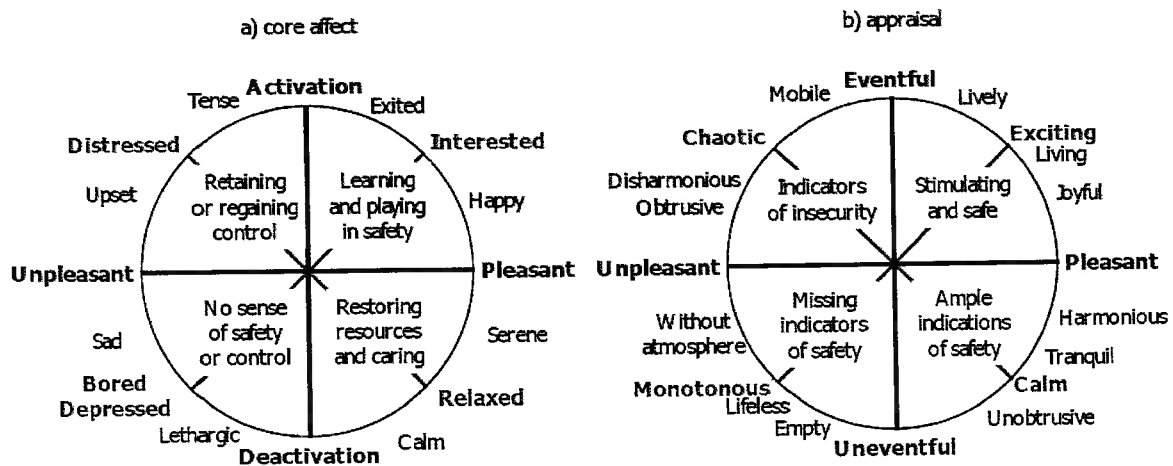 a) core affect
Activation
Tense
Exited
Distressed
Interested
Upset
Retaining
or regaining
control
Learning
and playing
in safety
Happy
Unpleasant
Pleasant
No sense
of safety
or control
Restoring
resources
and caring
Serene
Sad
Bored
Depressed
Relaxed
Lethargic
Calm
Deactivation
b) appraisal
Eventful
Mobile
Lively
Chaotic
Exciting
Living
Disharmonious
Obtrusive
Indicators
of insecurity
Stimulating
and safe
Joyful
Unpleasant
Pleasant
Without
atmosphere
Missing
indicators
of safety
Ample
indications
of safety
Harmonious
Tranquil
Monotonous
Calm
Lifeless
Empty
Unobtrusive
Uneventful